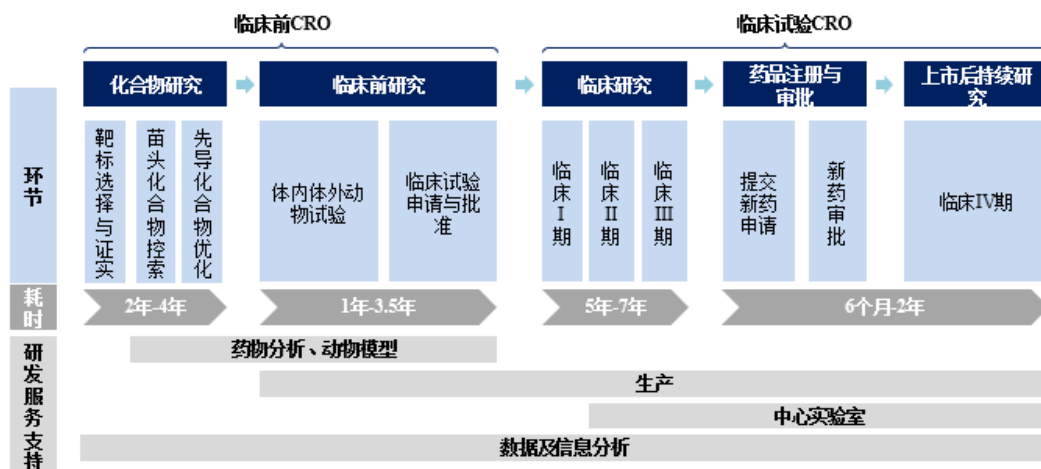 临床前CRO
临床试验CRO
化合物研究
临床前研究
临床研究
药品注册与
审批
上市后持续研
究
环节
靶标选择与证实
苗头化合物控索
先导化合物优化
体内体外动
物试验
临床试验
申请与批
准
临床Ⅰ期
临床Ⅱ期
临床Ⅲ期
提交
新药
申请
新药审批
临床Ⅳ期
耗时
2年-4年
1年-3.5年
5年-7年
6个月-2年
研发服务支持
药物分析、动物模型
生产
中心实验室
数据及信息分析